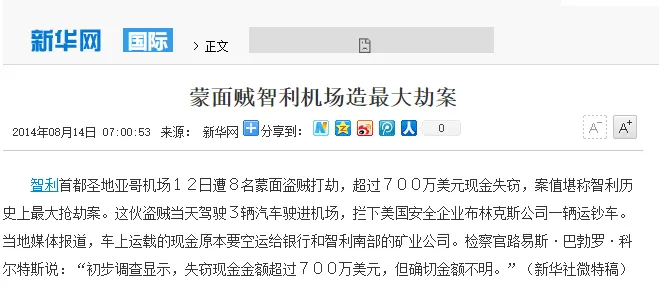 新华网 国际 > 正文
蒙面贼智利机场造最大劫案
2014年08月14日 07:00:53 来源: 新华网 分享到: 0 A- A+
智利首都圣地亚哥机场12日遭8名蒙面盗贼打劫，超过700万美元现金失窃，案值堪称智利历
史上最大抢劫案。这伙盗贼当天驾驶3辆汽车驶进机场，拦下美国安全企业布林克斯公司一辆运钞车。
当地媒体报道，车上运载的现金原本要空运给银行和智利南部的矿业公司。检察官路易斯·巴勃罗·科
尔特斯说：“初步调查显示，失窃现金金额超过700万美元，但确切金额不明。”（新华社微特稿）